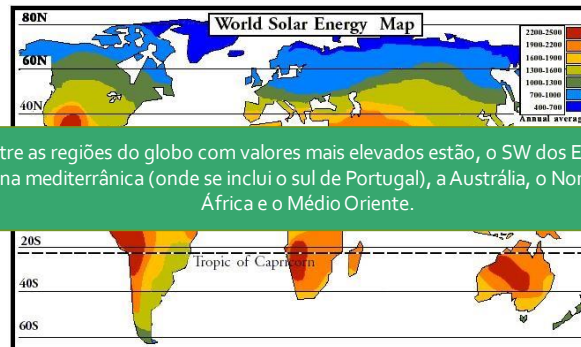 80N
World Solar Energy Map
2200-2500
1900-2200
60N
1600-1900
1300-1600
1000-1300
700-1000
40N
400-700
Annual average
tre as regiões do globo com valores mais elevados estão, o SW dos E
na mediterrânica (onde se inclui o sul de Portugal), a Austrália, o Nor
África e o Médio Oriente.
20S
Tropic of Capricorn
40S
60S